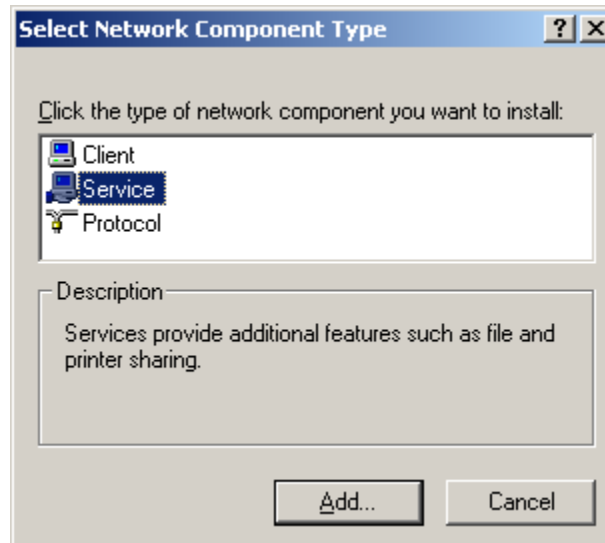 Select Network Component Type
Click the type of network component you want to install:
Client
Service
Protocol
Description
Services provide additional features such as file and
printer sharing.
Add... Cancel